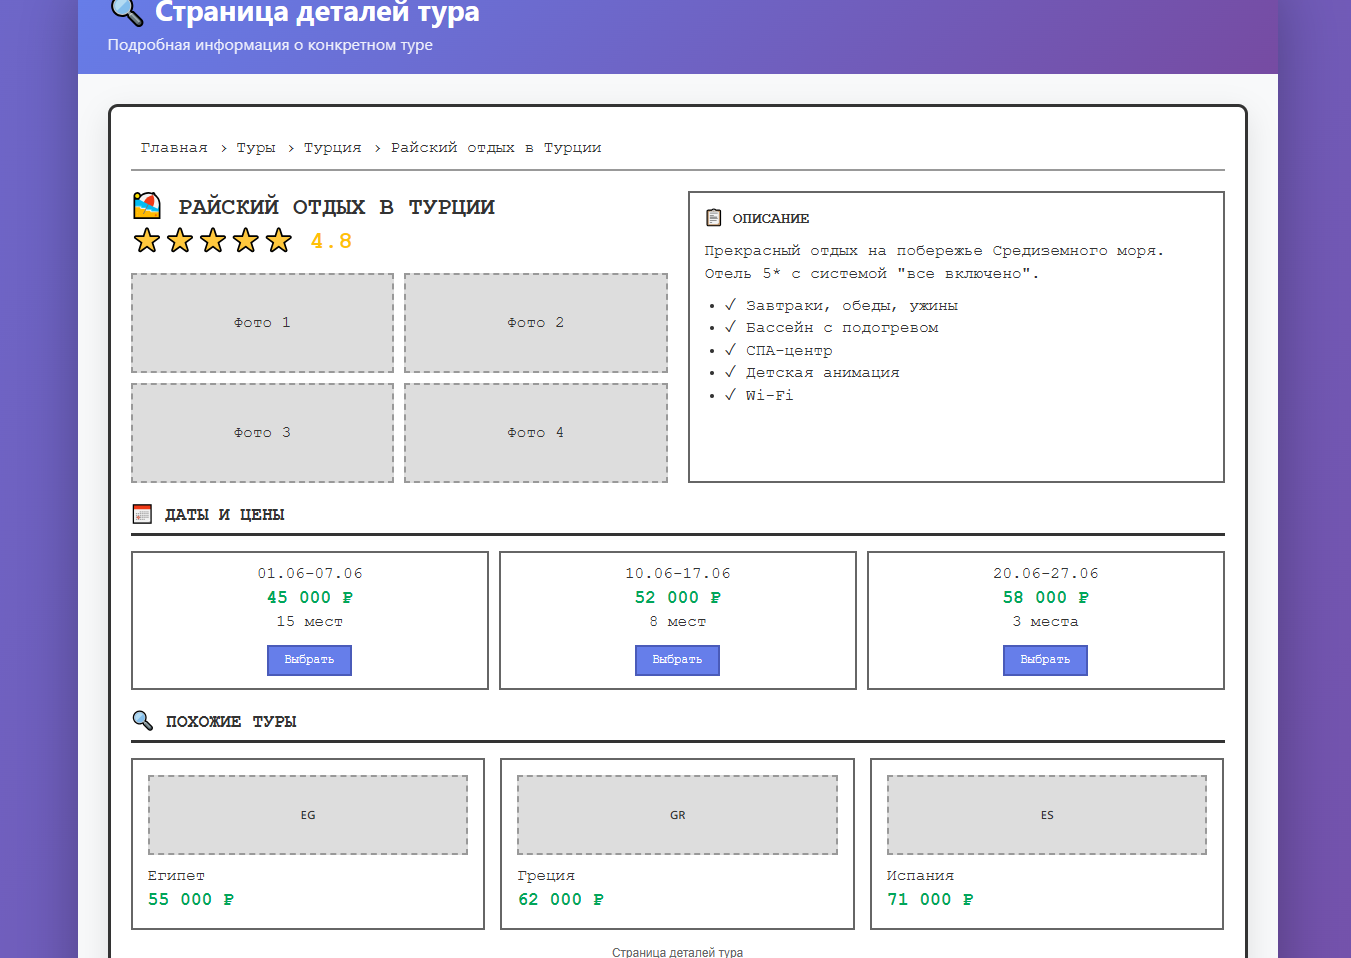 Страница деталей тура
Подробная информация о конкретном туре
Главная › Туры › Турция › Райский отдых в Турции
РАЙСКИЙ ОТДЫХ В ТУРЦИИ
4.8
Фото 1
Фото 2
Фото 3
Фото 4
ОПИСАНИЕ
Прекрасный отдых на побережье Средиземного моря.
Отель 5* с системой "все включено".
• ✓ Завтраки, обеды, ужины
• ✓ Бассейн с подогревом
• ✓ СПА-центр
• ✓ Детская анимация
• ✓ Wi-Fi
ДАТЫ И ЦЕНЫ
01.06-07.06
45 000 ₽
15 мест
Выбрать
10.06-17.06
52 000 ₽
8 мест
Выбрать
20.06-27.06
58 000 ₽
3 места
Выбрать
ПОХОЖИЕ ТУРЫ
EG
Египет
55 000 ₽
GR
Греция
62 000 ₽
ES
Испания
71 000 ₽
Страница деталей тура